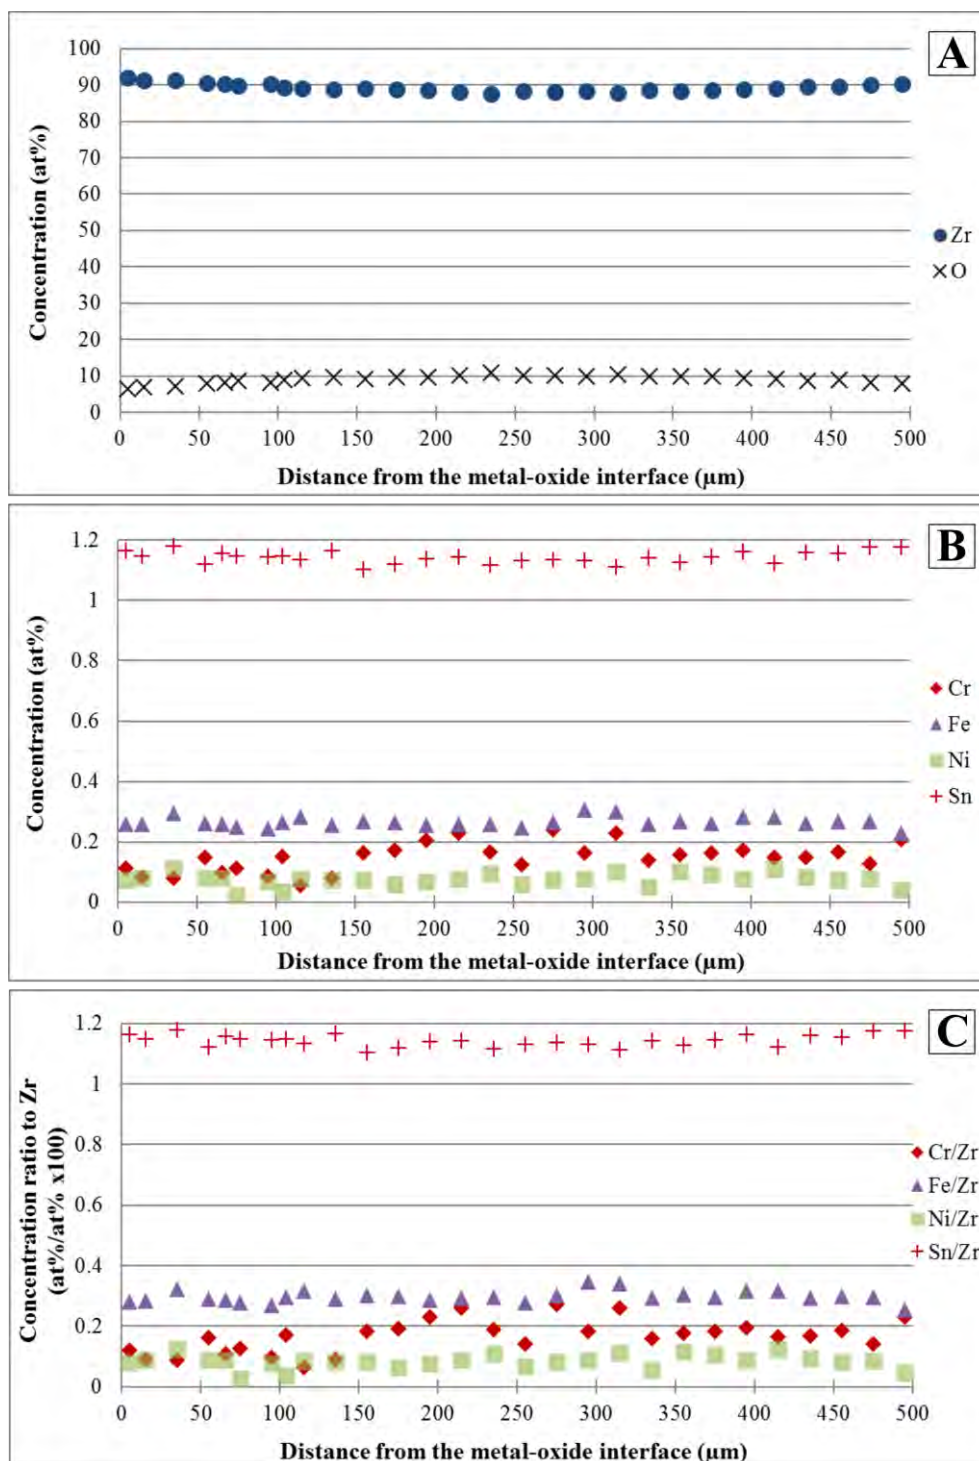 A
100
90
80
70
60
50
40
30
20
10
0
Concentration (at%)
Zr
O
0 50 100 150 200 250 300 350 400 450 500
Distance from the metal-oxide interface (µm)
B
1.2
1
0.8
0.6
0.4
0.2
0
Concentration (at%)
Cr
Fe
Ni
Sn
0 50 100 150 200 250 300 350 400 450 500
Distance from the metal-oxide interface (µm)
C
1.2
1
0.8
0.6
0.4
0.2
0
Concentration ratio to Zr
(at%/at% x100)
Cr/Zr
Fe/Zr
Ni/Zr
Sn/Zr
0 50 100 150 200 250 300 350 400 450 500
Distance from the metal-oxide interface (µm)